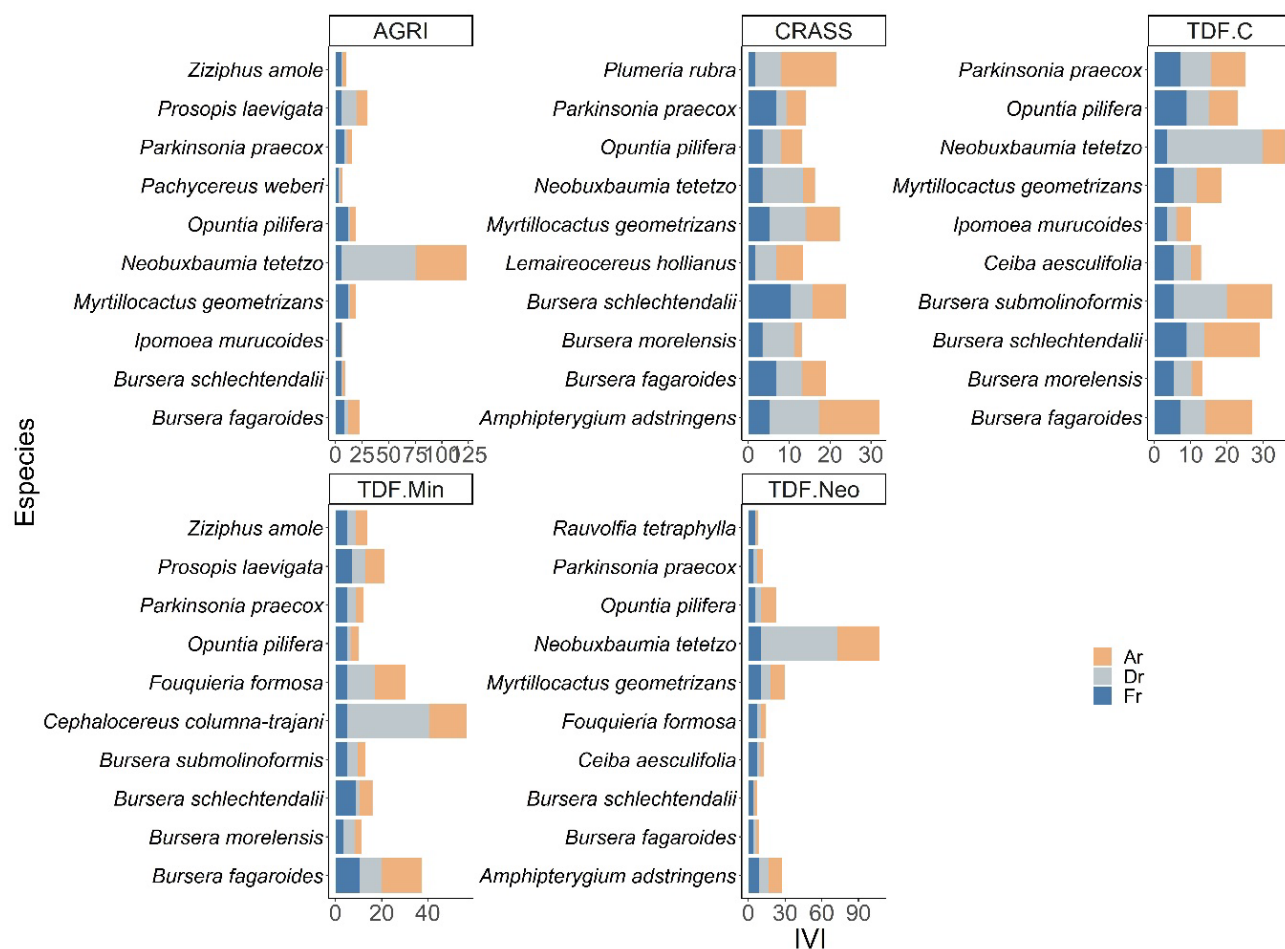 AGRI
Ziziphus amole
Prosopis laevigata
Parkinsonia praecox
Pachycereus weberi
Opuntia pilifera
Neobuxbaumia tetetzo
Myrtillocactus geometrizans
Ipomoea murucoides
Bursera schlechtendalii
Bursera fagaroides
0 25 50 75 100 125
CRASS
Plumeria rubra
Parkinsonia praecox
Opuntia pilifera
Neobuxbaumia tetetzo
Myrtillocactus geometrizans
Lemaireocereus hollianus
Bursera schlechtendalii
Bursera morelensis
Bursera fagaroides
Amphipterygium adstringens
0 10 20 30
TDF.C
Parkinsonia praecox
Opuntia pilifera
Neobuxbaumia tetetzo
Myrtillocactus geometrizans
Ipomoea murucoides
Ceiba aesculifolia
Bursera submolinoformis
Bursera schlechtendalii
Bursera morelensis
Bursera fagaroides
0 10 20 30
Especies
TDF.Min
Ziziphus amole
Prosopis laevigata
Parkinsonia praecox
Opuntia pilifera
Fouquieria formosa
Cephalocereus columna-trajani
Bursera submolinoformis
Bursera schlechtendalii
Bursera morelensis
Bursera fagaroides
0 20 40
TDF.Neo
Rauvolfia tetraphylla
Parkinsonia praecox
Opuntia pilifera
Neobuxbaumia tetetzo
Myrtillocactus geometrizans
Fouquieria formosa
Ceiba aesculifolia
Bursera schlechtendalii
Bursera fagaroides
Amphipterygium adstringens
0 30 60 90
IVI
Ar
Dr
Fr